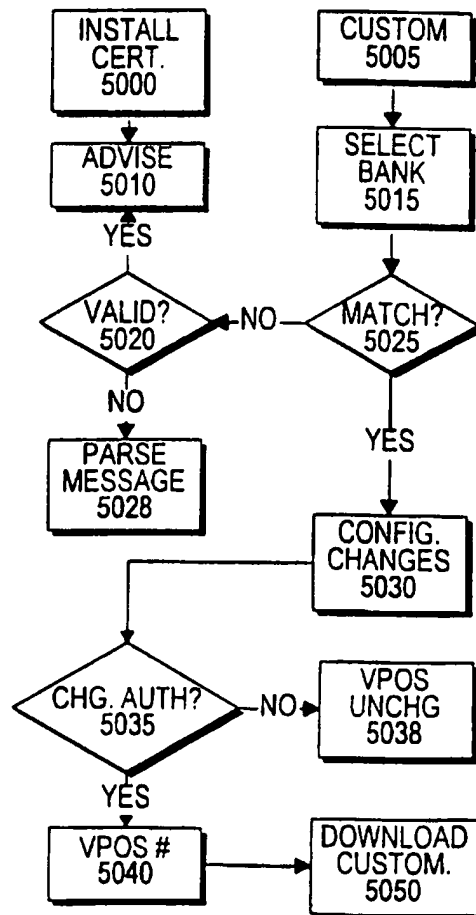 INSTALL
CERT.
5000
CUSTOM
5005
ADVISE
5010
SELECT
BANK
5015
YES
VALID?
5020
NO
MATCH?
5025
NO
YES
PARSE
MESSAGE
5028
CONFIG.
CHANGES
5030
CHG. AUTH?
5035
NO
VPOS
UNCHG
5038
YES
VPOS #
5040
DOWNLOAD
CUSTOM.
5050